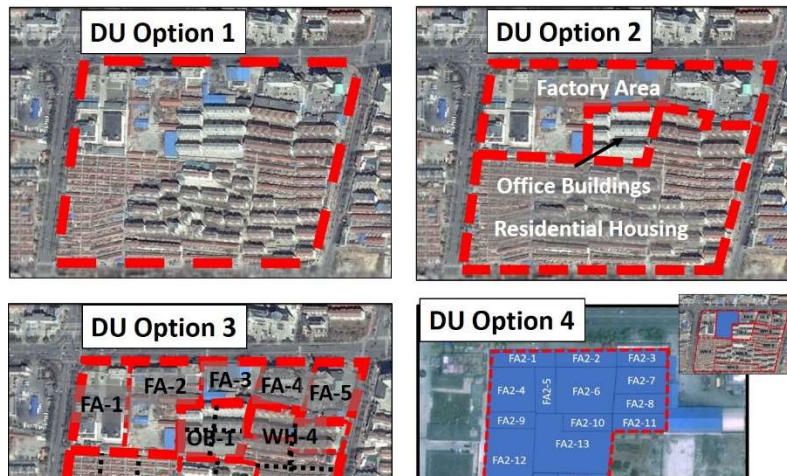 DU Option 1
DU Option 2
Factory Area
Office Buildings
Residential Housing
DU Option 3
FA-1
FA-2
FA-3
FA-4
FA-5
OB-1
WH-4
DU Option 4
FA2-1
FA2-2
FA2-3
FA2-4
FA2-5
FA2-6
FA2-7
FA2-8
FA2-9
FA2-10
FA2-11
FA2-12
FA2-13